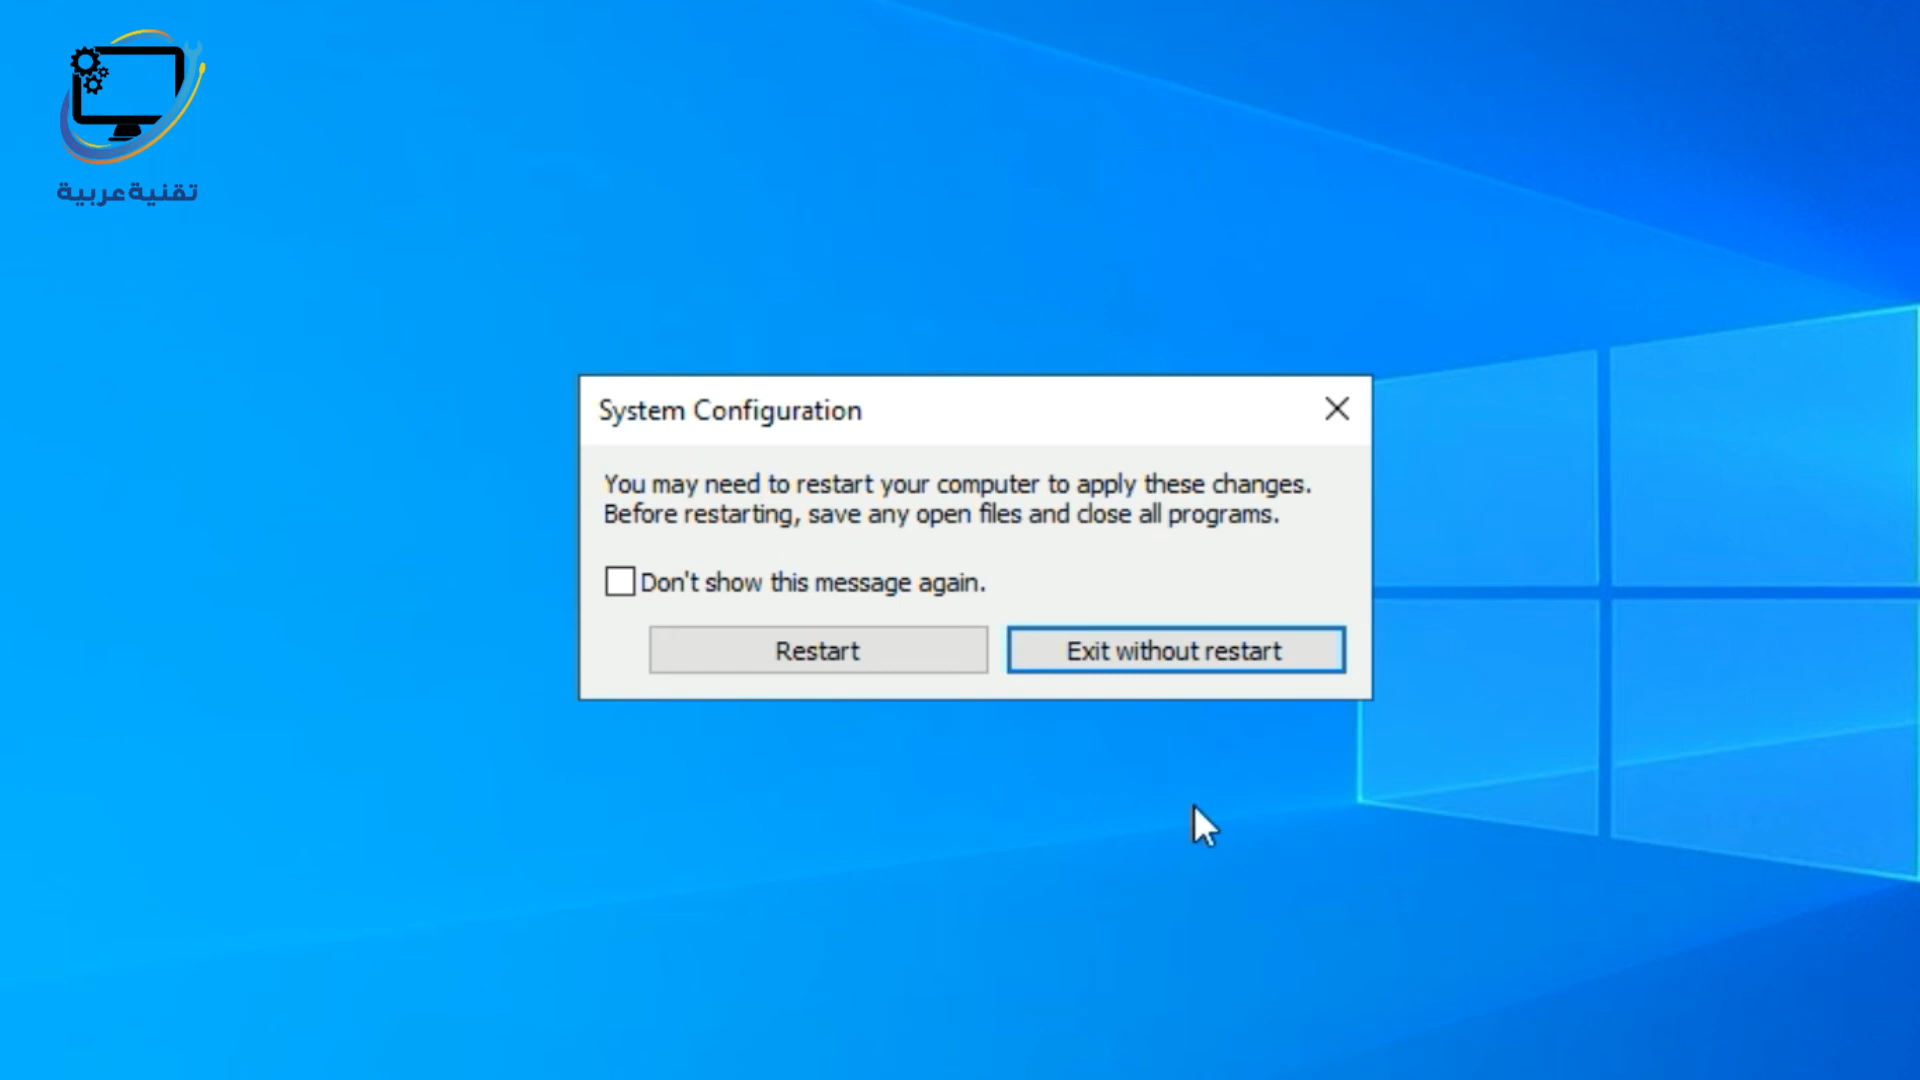 تقنية عربية
System Configuration
You may need to restart your computer to apply these changes.
Before restarting, save any open files and close all programs.
Don't show this message again.
Restart
Exit without restart